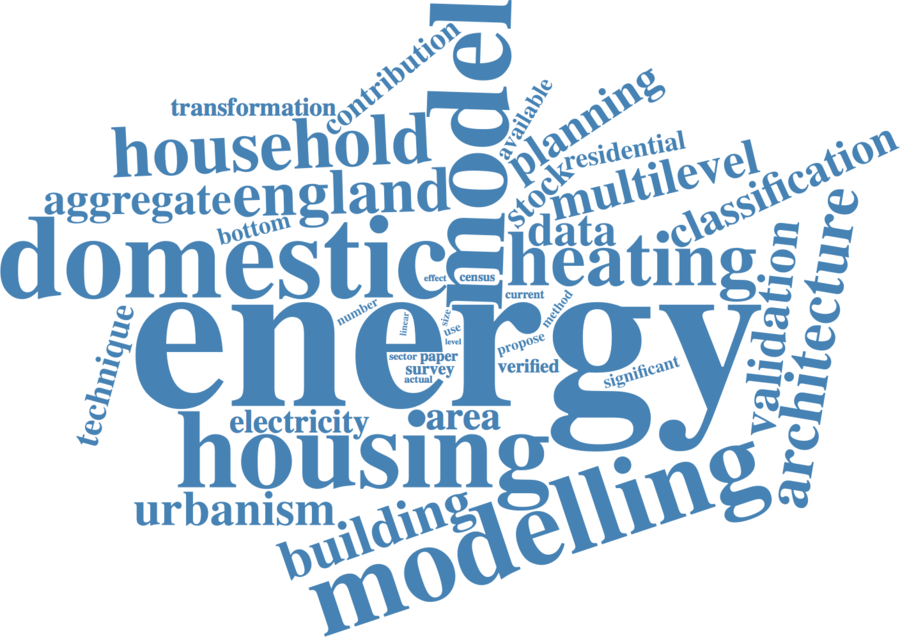 model
contribution
transformation
available
planning
household
residential
stock
multilevel
classification
aggregate
england
data
bottom
domestic
heating
architecture
effect
census
current
energy
validation
number
linear
size
use
level
method
propose
technique
sector
paper
survey
actual
verified
significant
electricity
area
housing
urbanism
building
modelling